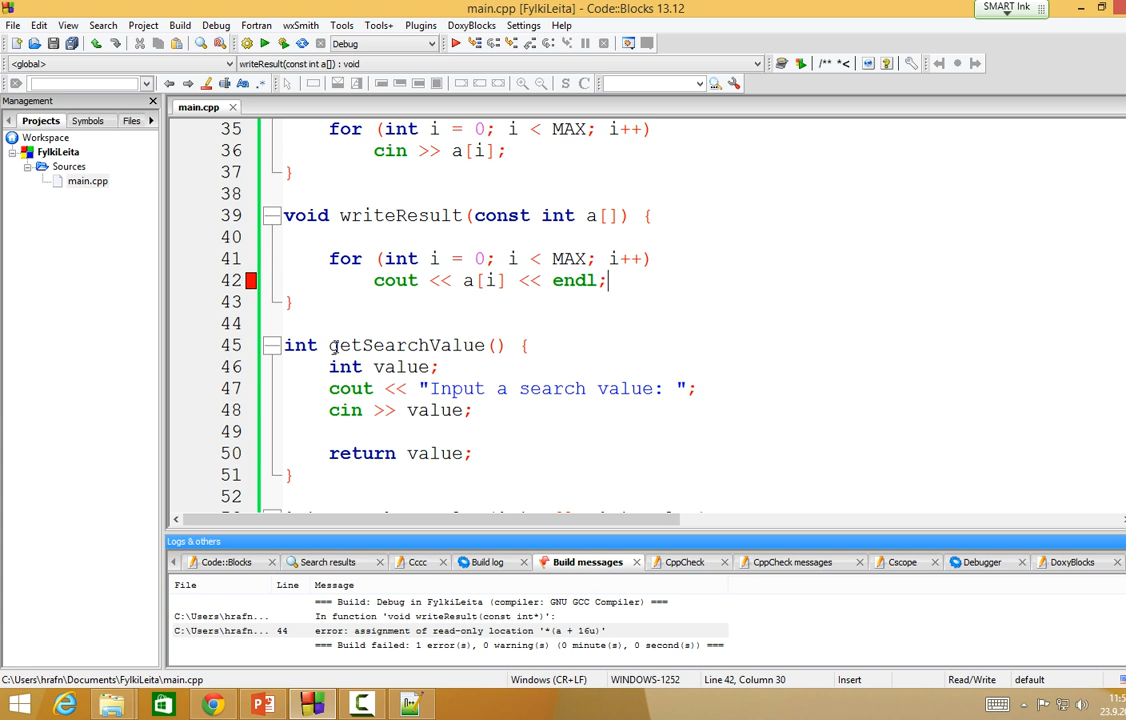 main.cpp [FylkiLeita] - Code::Blocks 13.12
SMART Ink
File Edit View Search Project Build Debug Fortran wxSmith Tools Tools+ Plugins DoxyBlocks Settings Help
Debug
<global> writeResult(const int a[]) : void
/** *<
S C
Management
main.cpp
Projects Symbols Files
Workspace
FylkiLeita
Sources
main.cpp
35 for (int i = 0; i < MAX; i++)
36 cin >> a[i];
37 }
38
39 void writeResult(const int a[]) {
40
41 for (int i = 0; i < MAX; i++)
42 cout << a[i] << endl;
43 }
44
45 int getSearchValue() {
46 int value;
47 cout << "Input a search value: ";
48 cin >> value;
49
50 return value;
51 }
52
Logs & others
Code::Blocks Search results Cccc Build log Build messages CppCheck CppCheck messages Cscope Debugger DoxyBlocks
File Line Message
=== Build: Debug in FylkiLeita (compiler: GNU GCC Compiler) ===
C:\Users\hrafn... In function 'void writeResult(const int*)':
C:\Users\hrafn... 44 error: assignment of read-only location '*(a + 16u)'
=== Build failed: 1 error(s), 0 warning(s) (0 minute(s), 0 second(s)) ===
C:\Users\hrafn\Documents\FylkiLeita\main.cpp Windows (CR+LF) WINDOWS-1252 Line 42, Column 30 Insert Read/Write default